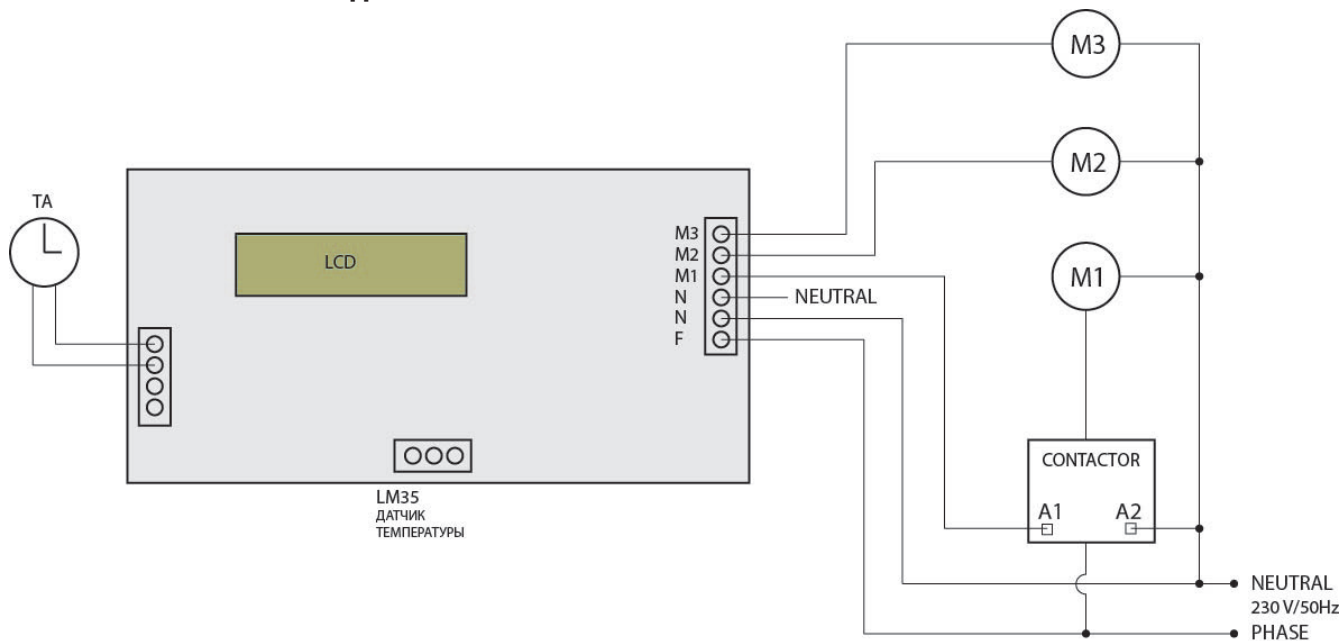 M3
M2
TA
M3
M2
M1
N
NEUTRAL
N
F
LCD
M1
CONTACTOR
A1
A2
LM35
ДАТЧИК
ТЕМПЕРАТУРЫ
NEUTRAL
230 V/50Hz
PHASE